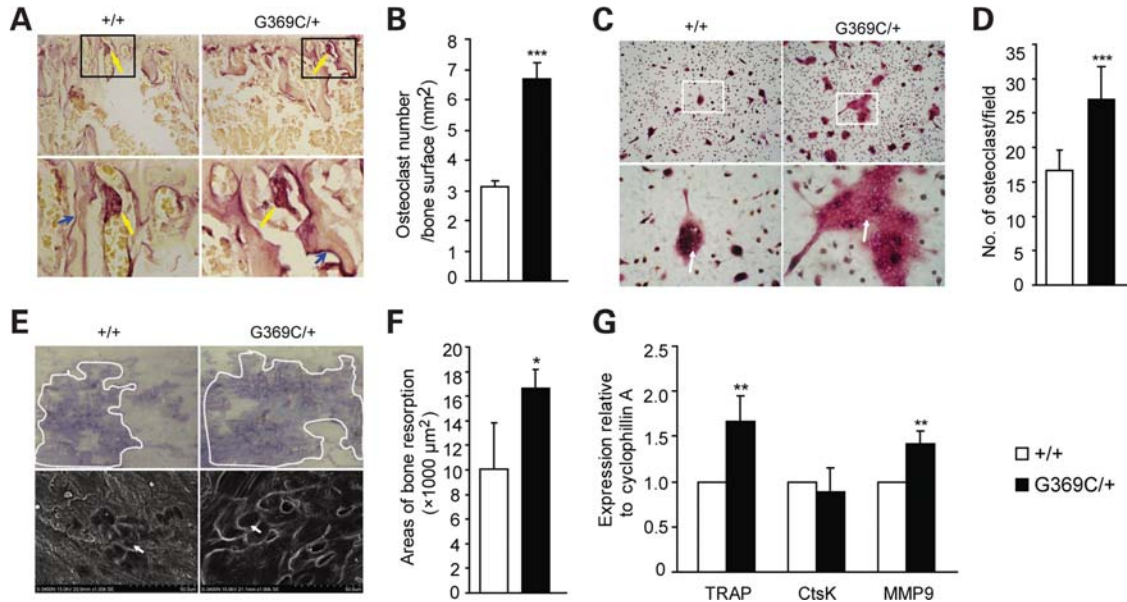 A
+/+
G369C/+
B
Osteoclast number
/bone surface (mm2)
8
7
6
5
4
3
2
1
0
***
C
+/+
G369C/+
D
No. of osteoclast/field
35
30
25
20
15
10
5
0
***
E
+/+
G369C/+
F
Areas of bone resorption
(×1000 µm²)
20
18
16
14
12
10
8
6
4
2
0
*
G
Expression relative
to cyclophillin A
2.5
2.0
1.5
1.0
0.5
0
**
**
TRAP
CtsK
MMP9
+/+
G369C/+